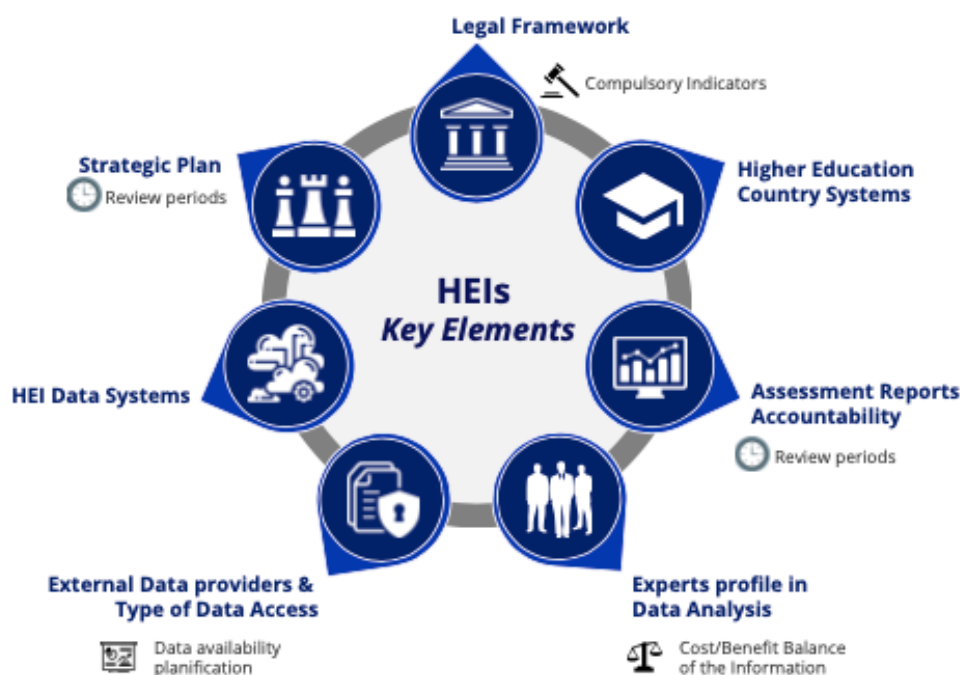 Legal Framework
Compulsory Indicators
Strategic Plan
Review periods
Higher Education
Country Systems
HEIs
Key Elements
HEI Data Systems
Assessment Reports
Accountability
Review periods
External Data providers &
Type of Data Access
Data availability
planification
Experts profile in
Data Analysis
Cost/Benefit Balance
of the Information